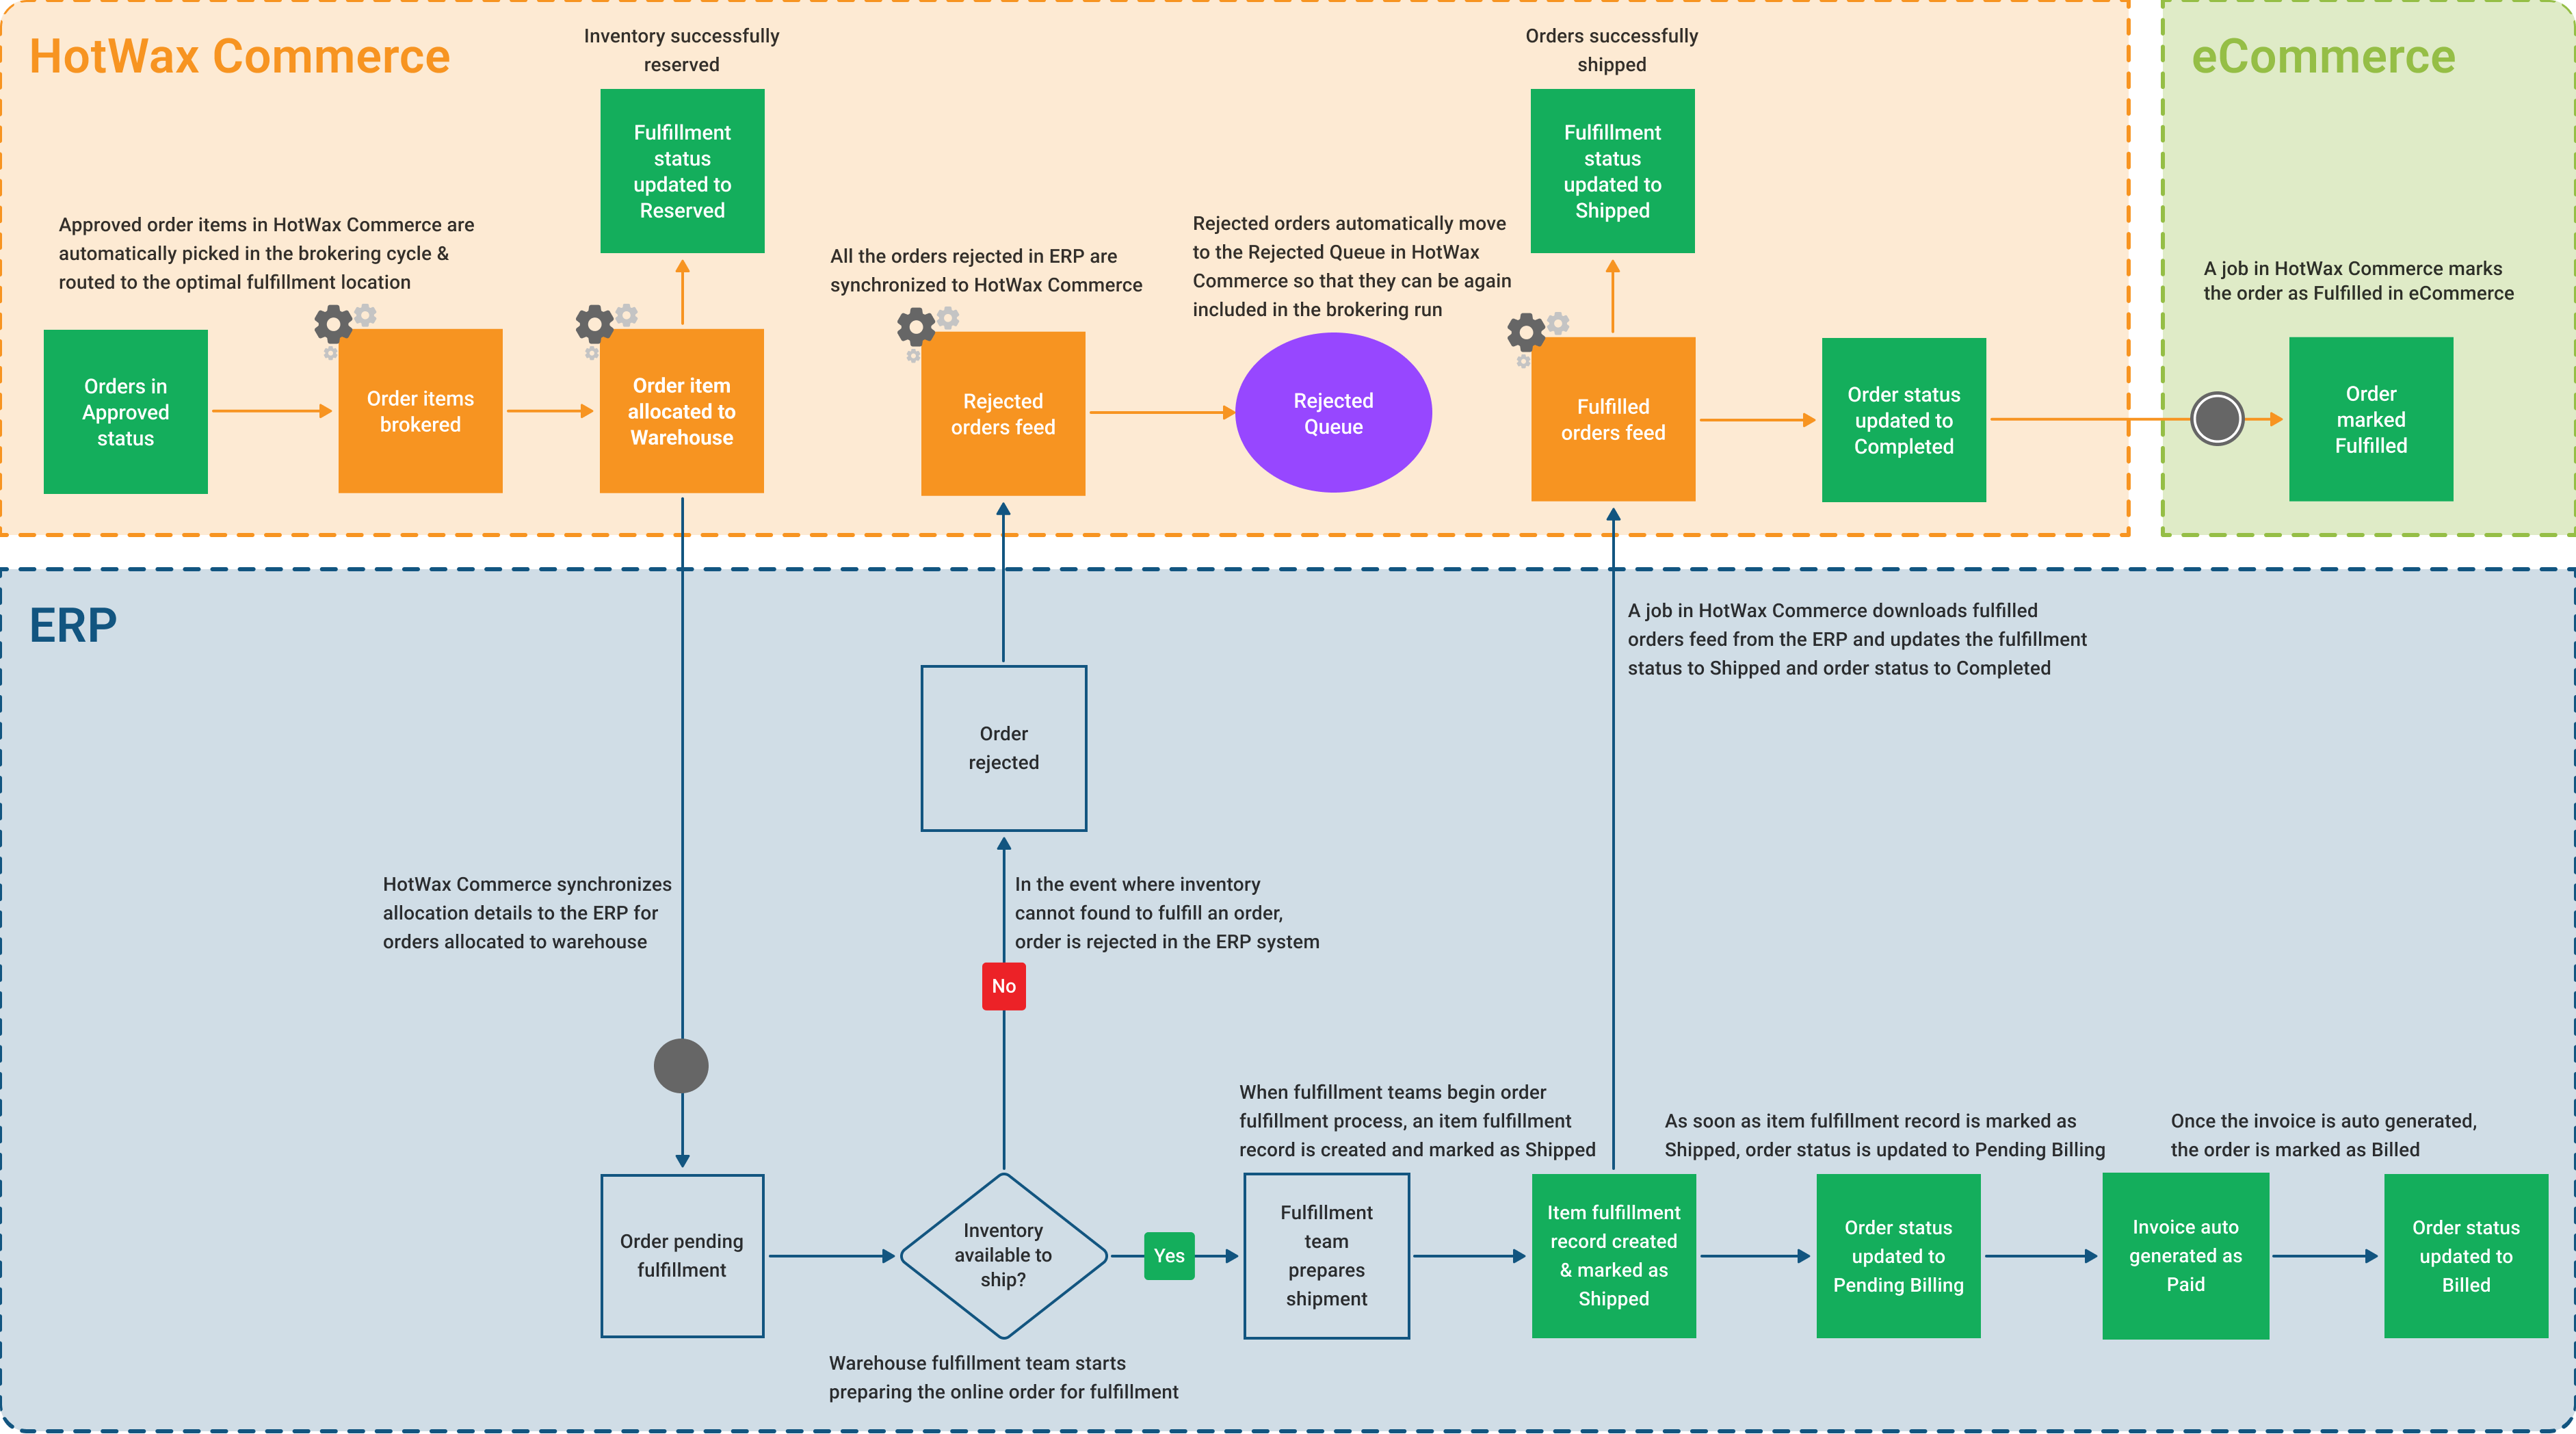 HotWax Commerce
Inventory successfully
reserved
Orders successfully
shipped
eCommerce
Fulfillment
status
updated to
Reserved
Fulfillment
status
updated to
Shipped
Approved order items in HotWax Commerce are
automatically picked in the brokering cycle &
routed to the optimal fulfillment location
All the orders rejected in ERP are
synchronized to HotWax Commerce
Rejected orders automatically move
to the Rejected Queue in HotWax
Commerce so that they can be again
included in the brokering run
A job in HotWax Commerce marks
the order as Fulfilled in eCommerce
Orders in
Approved
status
Order items
brokered
Order item
allocated to
Warehouse
Rejected
orders feed
Rejected
Queue
Fulfilled
orders feed
Order status
updated to
Completed
Order
marked
Fulfilled
ERP
A job in HotWax Commerce downloads fulfilled
orders feed from the ERP and updates the fulfillment
status to Shipped and order status to Completed
Order
rejected
HotWax Commerce synchronizes
allocation details to the ERP for
orders allocated to warehouse
In the event where inventory
cannot found to fulfill an order,
order is rejected in the ERP system
No
When fulfillment teams begin order
fulfillment process, an item fulfillment
record is created and marked as Shipped
As soon as item fulfillment record is marked as
Shipped, order status is updated to Pending Billing
Once the invoice is auto generated,
the order is marked as Billed
Order pending
fulfillment
Inventory
available to
ship?
Yes
Fulfillment
team
prepares
shipment
Item fulfillment
record created
& marked as
Shipped
Order status
updated to
Pending Billing
Invoice auto
generated as
Paid
Order status
updated to
Billed
Warehouse fulfillment team starts
preparing the online order for fulfillment